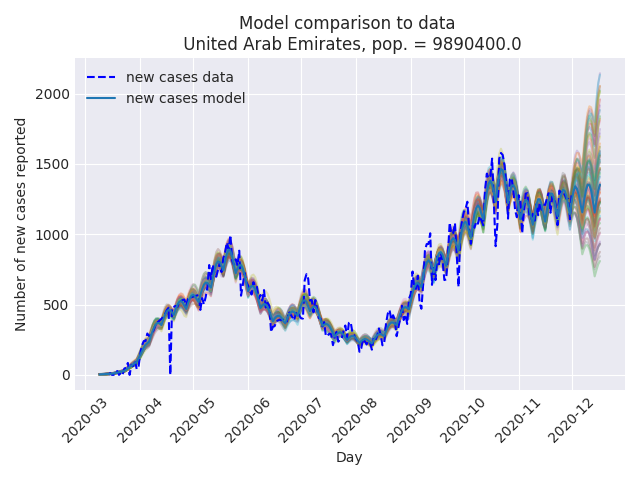 Model comparison to data
United Arab Emirates, pop. = 9890400.0
new cases data
new cases model
Number of new cases reported
2000
1500
1000
500
0
2020-03
2020-04
2020-05
2020-06
2020-07
2020-08
2020-09
2020-10
2020-11
2020-12
Day